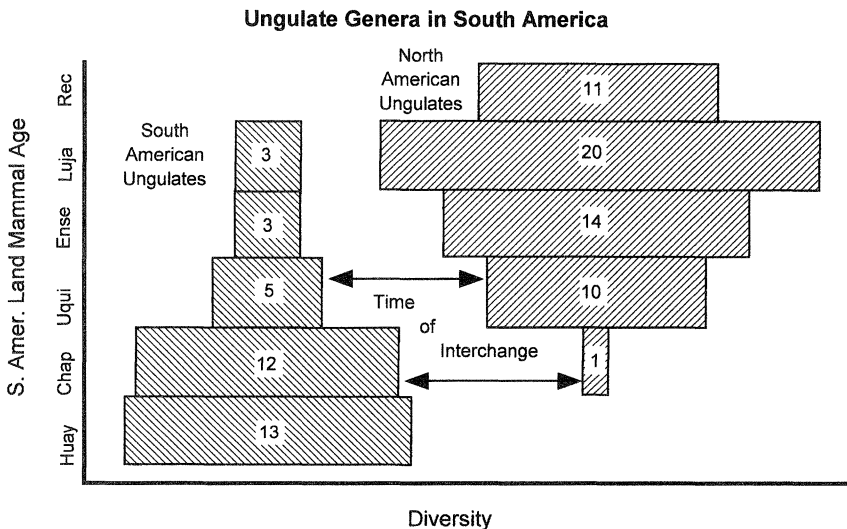 Ungulate Genera in South America
S. Amer. Land Mammal Age
Rec
Luja
Ense
Uqui
Chap
Huay
South
American
Ungulates
3
3
5
12
13
North
American
Ungulates
11
20
14
10
1
Time
of
Interchange
Diversity